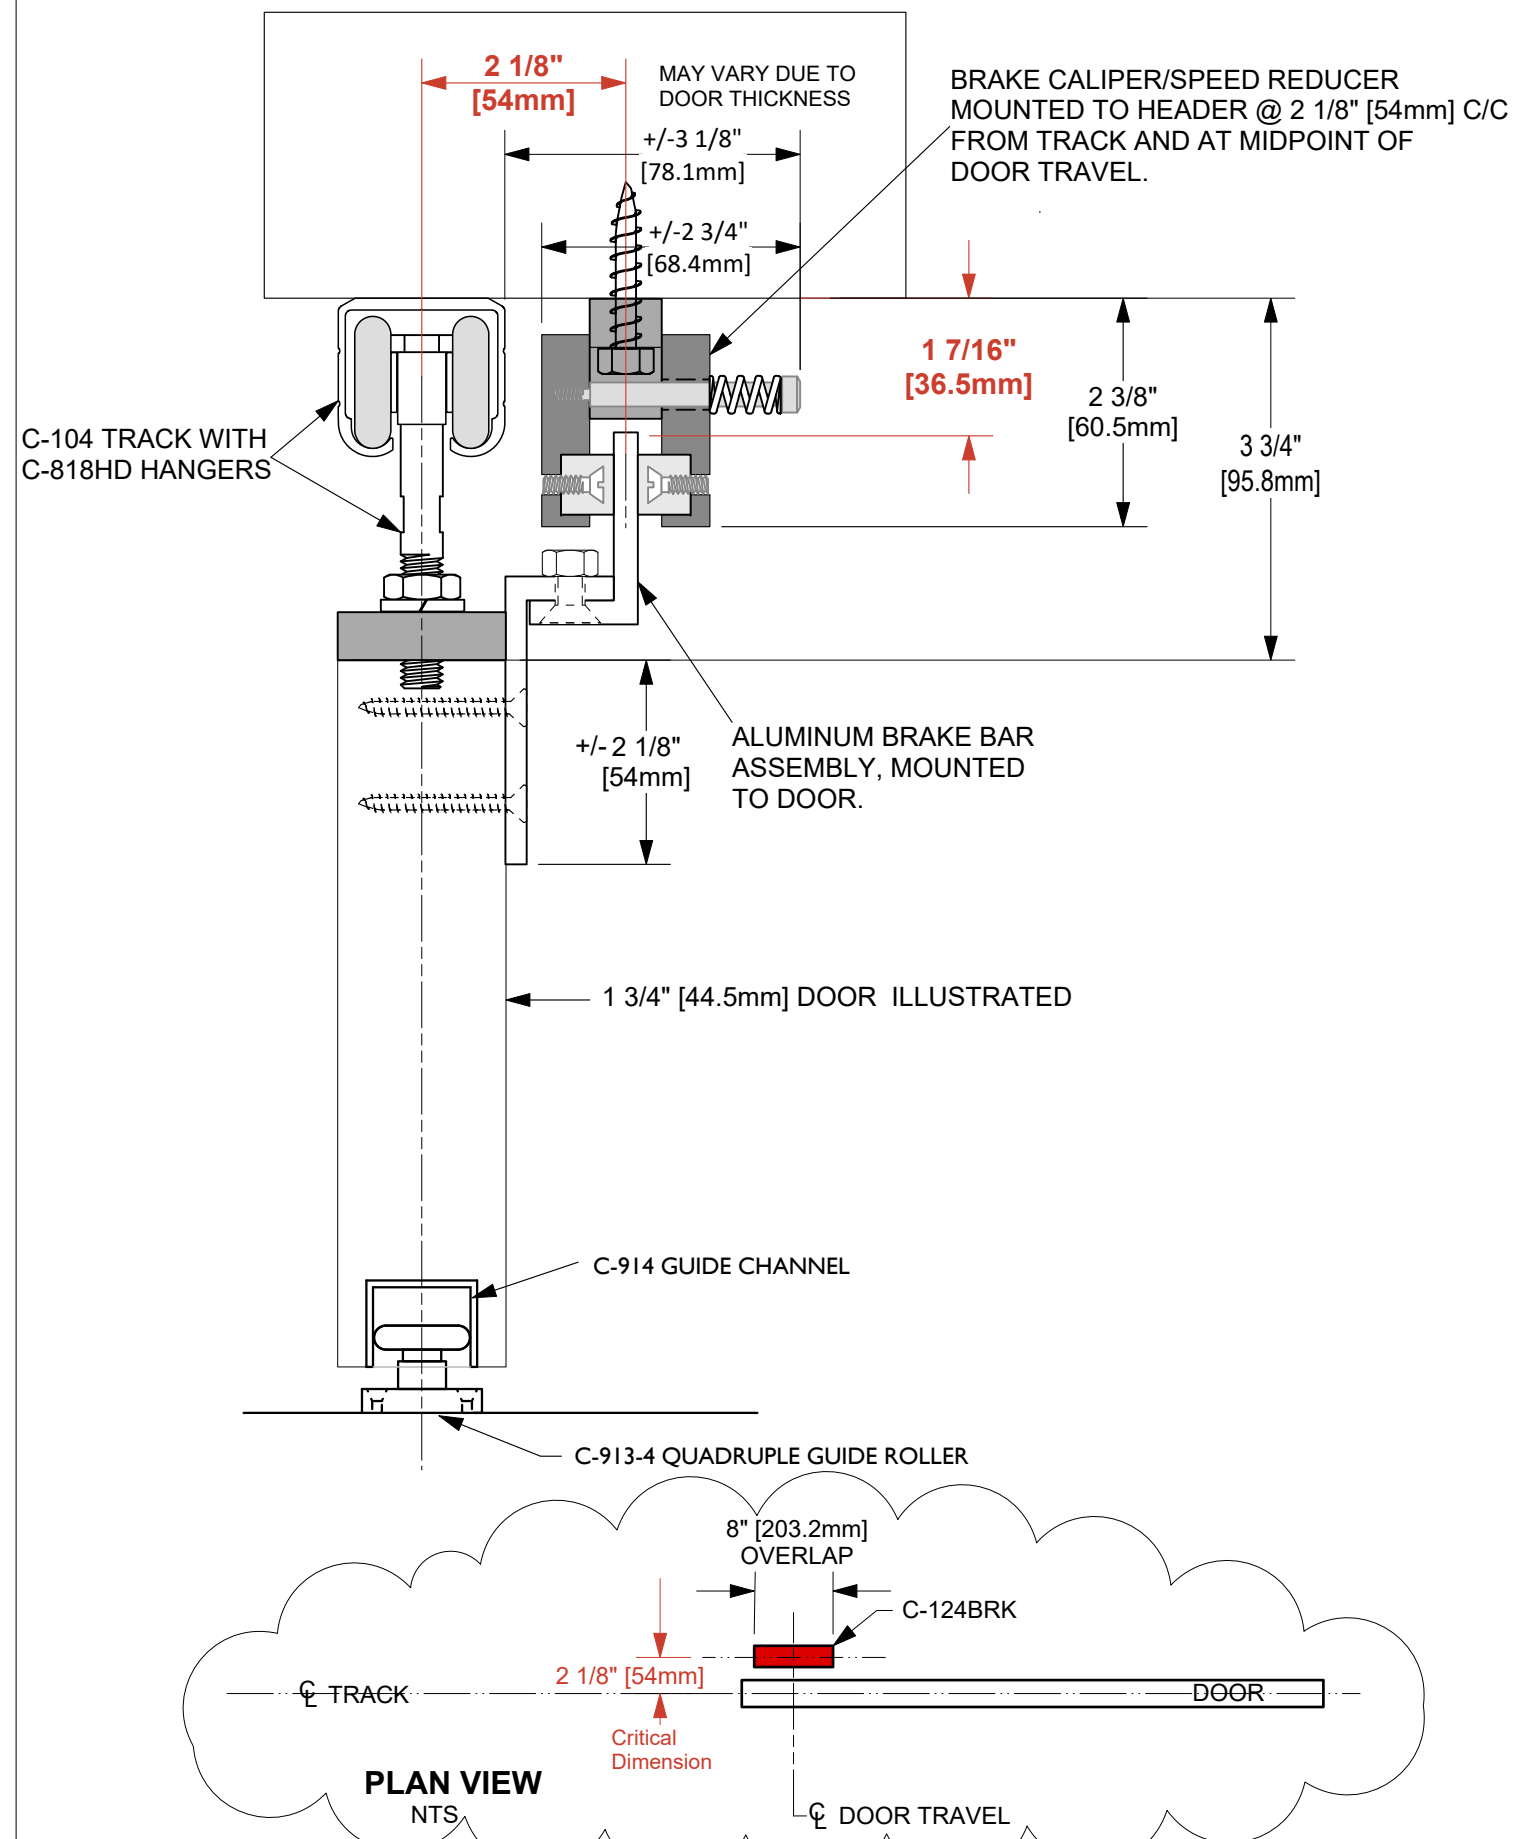 2 1/8"
[54mm]
MAY VARY DUE TO
DOOR THICKNESS
+/-3 1/8"
[78.1mm]
+/-2 3/4"
[68.4mm]
BRAKE CALIPER/SPEED REDUCER
MOUNTED TO HEADER @ 2 1/8" [54mm] C/C
FROM TRACK AND AT MIDPOINT OF
DOOR TRAVEL.
1 7/16"
[36.5mm]
2 3/8"
[60.5mm]
3 3/4"
[95.8mm]
C-104 TRACK WITH
C-818HD HANGERS
+/- 2 1/8"
[54mm]
ALUMINUM BRAKE BAR
ASSEMBLY, MOUNTED
TO DOOR.
1 3/4" [44.5mm] DOOR ILLUSTRATED
C-914 GUIDE CHANNEL
C-913-4 QUADRUPLE GUIDE ROLLER
8" [203.2mm]
OVERLAP
C-124BRK
2 1/8" [54mm]
℄ TRACK
DOOR
Critical
Dimension
PLAN VIEW
NTS
℄ DOOR TRAVEL